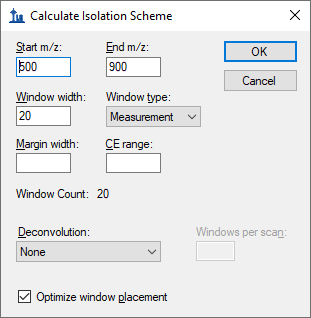 Calculate Isolation Scheme
Start m/z: End m/z:
500 900 OK
Cancel
Window width: Window type:
20 Measurement
Margin width: CE range:
Window Count: 20
Deconvolution: Windows per scan:
None
Optimize window placement